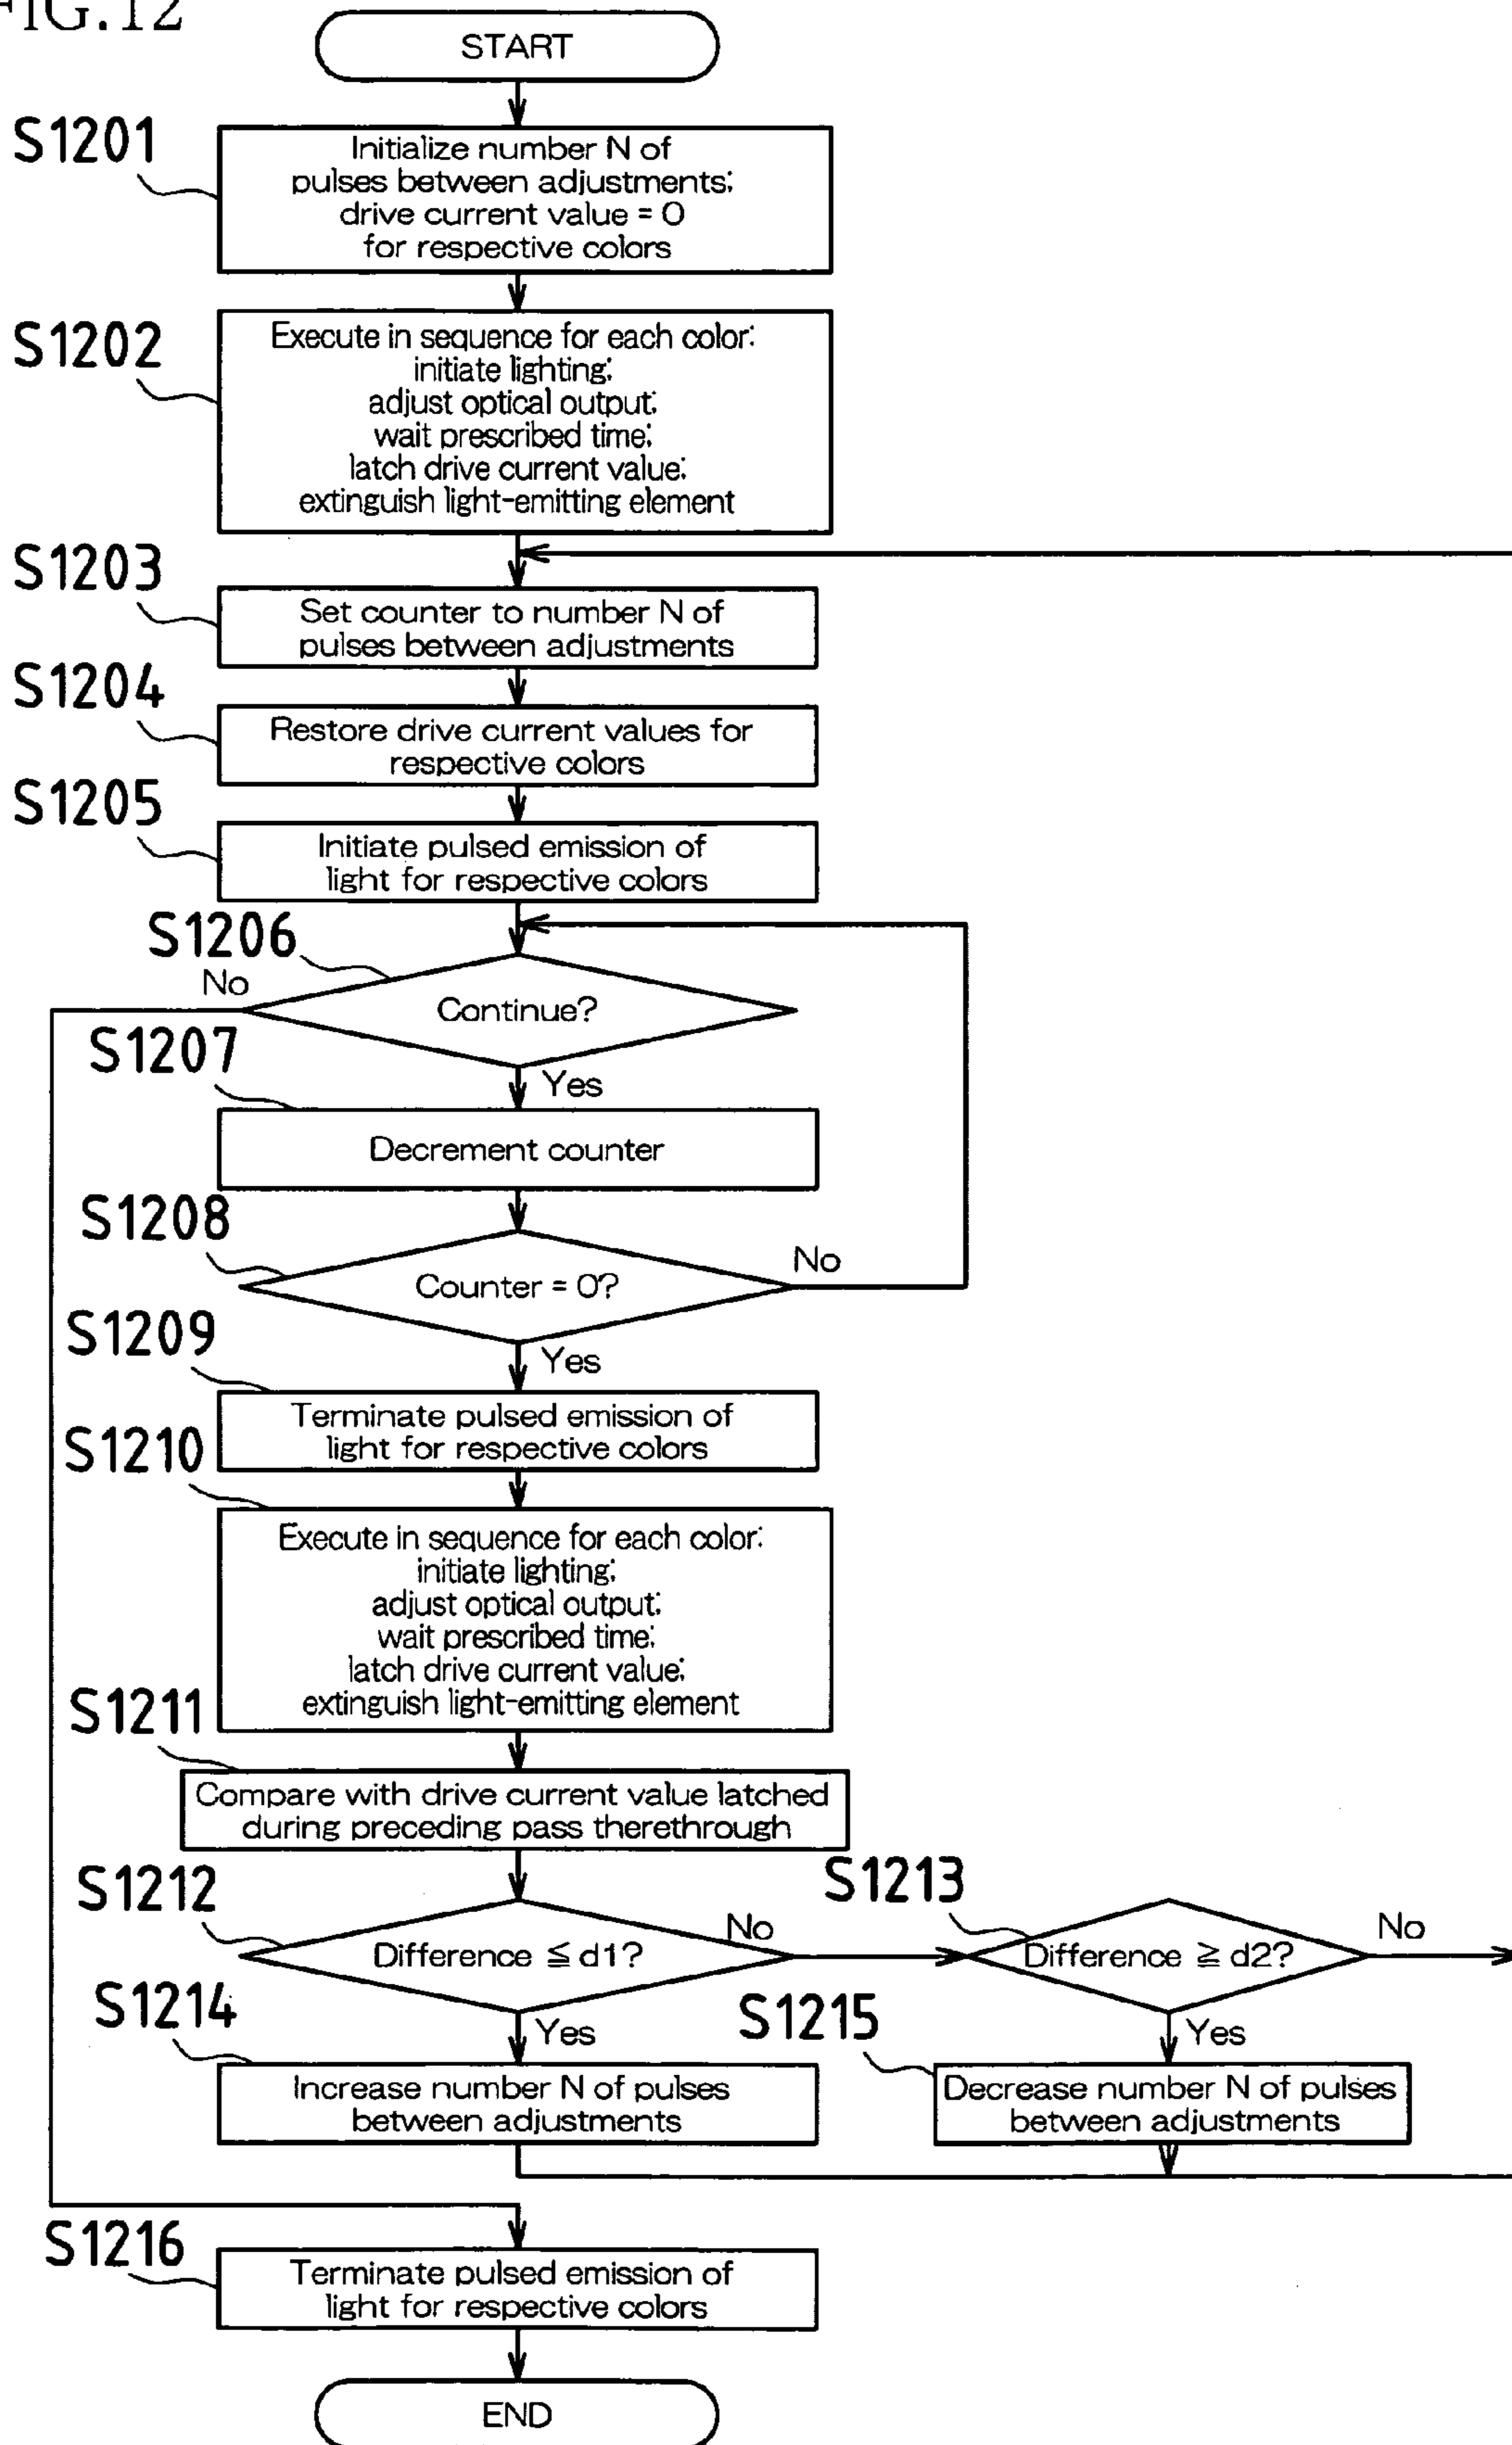 FIG.12
START
S1201
Initialize number N of
pulses between adjustments;
drive current value = 0
for respective colors
S1202
Execute in sequence for each color:
initiate lighting;
adjust optical output;
wait prescribed time;
latch drive current value;
extinguish light-emitting element
S1203
Set counter to number N of
pulses between adjustments
S1204
Restore drive current values for
respective colors
S1205
Initiate pulsed emission of
light for respective colors
S1206
No
Continue?
S1207
Yes
Decrement counter
S1208
No
Counter = 0?
S1209
Yes
Terminate pulsed emission of
light for respective colors
S1210
Execute in sequence for each color:
initiate lighting;
adjust optical output;
wait prescribed time;
latch drive current value;
extinguish light-emitting element
S1211
Compare with drive current value latched
during preceding pass therethrough
S1212
No
Difference ≦ d1?
S1213
No
Difference ≧ d2?
S1214
Yes
Increase number N of pulses
between adjustments
S1215
Yes
Decrease number N of pulses
between adjustments
S1216
Terminate pulsed emission of
light for respective colors
END